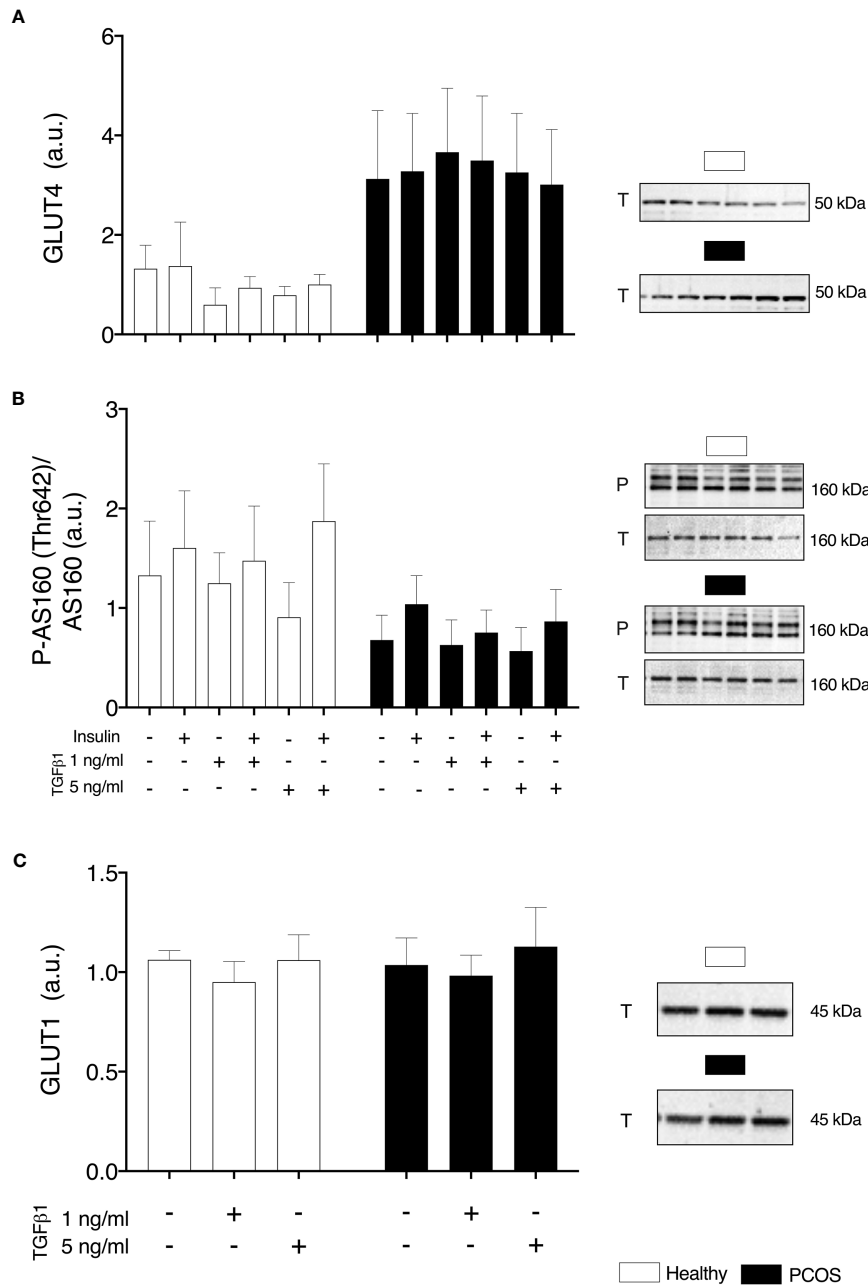 A
6
4
2
0
GLUT4 (a.u.)
T 50 kDa
T 50 kDa
B
3
2
1
0
P-AS160 (Thr642)/
AS160 (a.u.)
P 160 kDa
T 160 kDa
P 160 kDa
T 160 kDa
Insulin - + - + - + - + - + - +
TGFβ1
1 ng/ml - - + + - - - - + + - -
5 ng/ml - - - - + + - - - - + +
C
1.5
1.0
0.5
0.0
GLUT1 (a.u.)
T 45 kDa
T 45 kDa
TGFβ1
1 ng/ml - + - - + -
5 ng/ml - - + - - +
Healthy PCOS